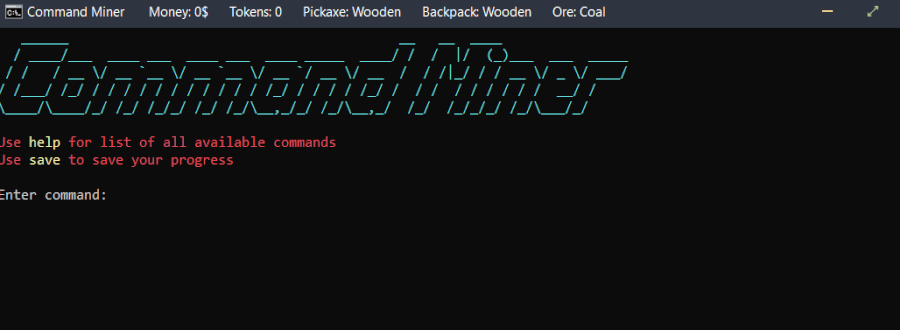 Command Miner Money: 0$ Tokens: 0 Pickaxe: Wooden Backpack: Wooden Ore: Coal
Command Miner
Use help for list of all available commands
Use save to save your progress
Enter command: